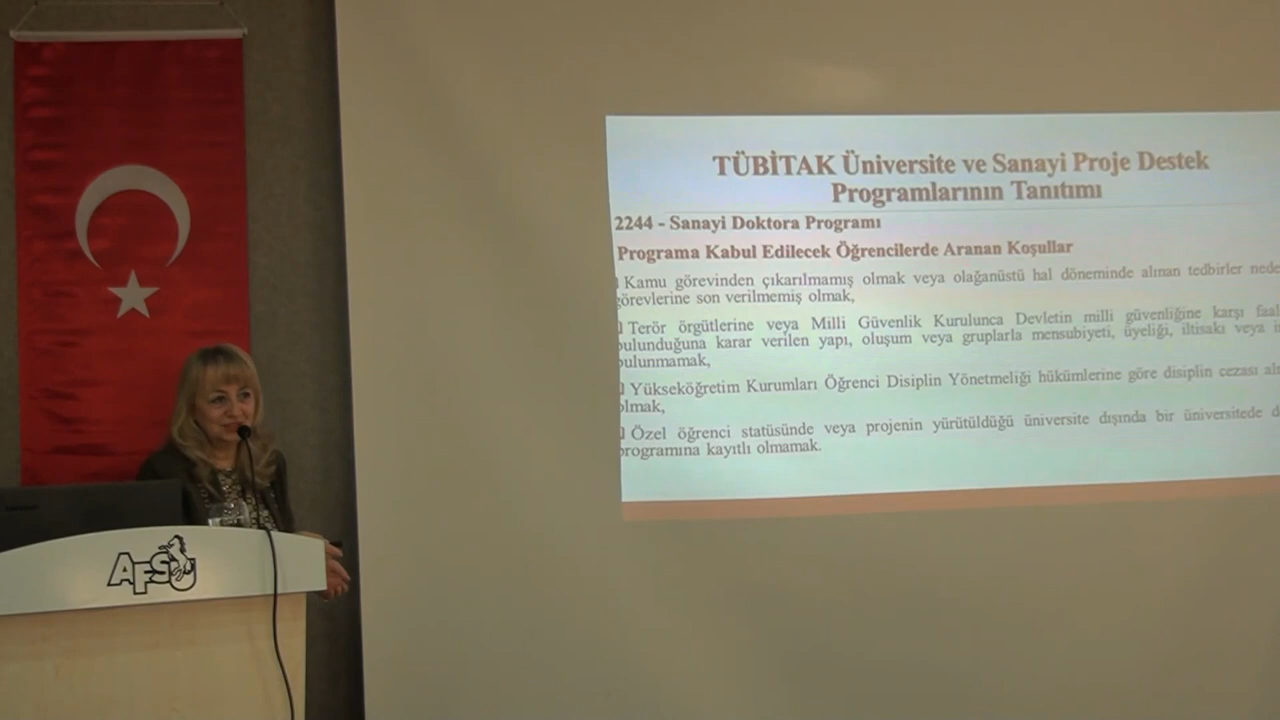 TÜBİTAK Üniversite ve Sanayi Proje Destek
Programlarının Tanıtımı
2244 - Sanayi Doktora Programı
Programa Kabul Edilecek Öğrencilerde Aranan Koşullar
Kamu görevinden çıkarılmamış olmak veya olağanüstü hal döneminde alınan tedbirler
görevlerine son verilmemiş olmak,
Terör örgütlerine veya Milli Güvenlik Kurulunca Devletin milli güvenliğine karşı
bulunduğuna karar verilen yapı, oluşum veya gruplarla mensubiyeti, üyeliği, iltisakı veya
bulunmamak,
Yükseköğretim Kurumları Öğrenci Disiplin Yönetmeliği hükümlerine göre disiplin cezası
olmak,
Özel öğrenci statüsünde veya projenin yürütüldüğü üniversite dışında bir üniversitede
programına kayıtlı olmamak.
AFSÜ